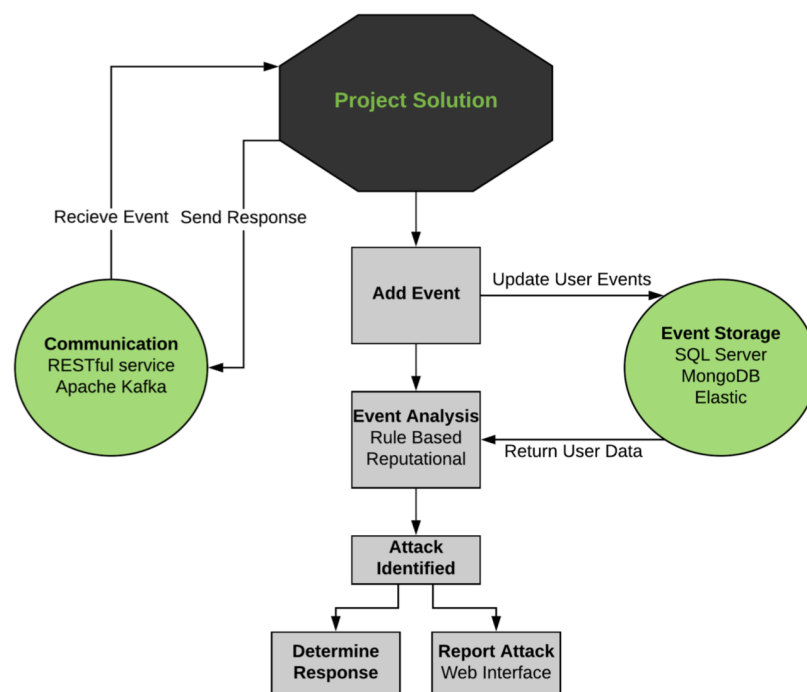 Project Solution
Recieve Event
Send Response
Add Event
Update User Events
Communication
RESTful service
Apache Kafka
Event Storage
SQL Server
MongoDB
Elastic
Event Analysis
Rule Based
Reputational
Return User Data
Attack
Identified
Determine
Response
Report Attack
Web Interface